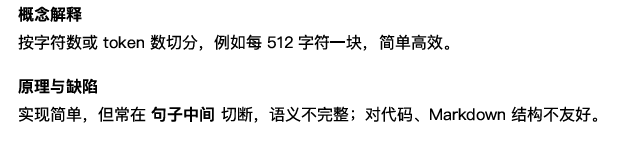 概念解释
按字符数或 token 数切分，例如每 512 字符一块，简单高效。
原理与缺陷
实现简单，但常在 句子中间 切断，语义不完整；对代码、Markdown 结构不友好。